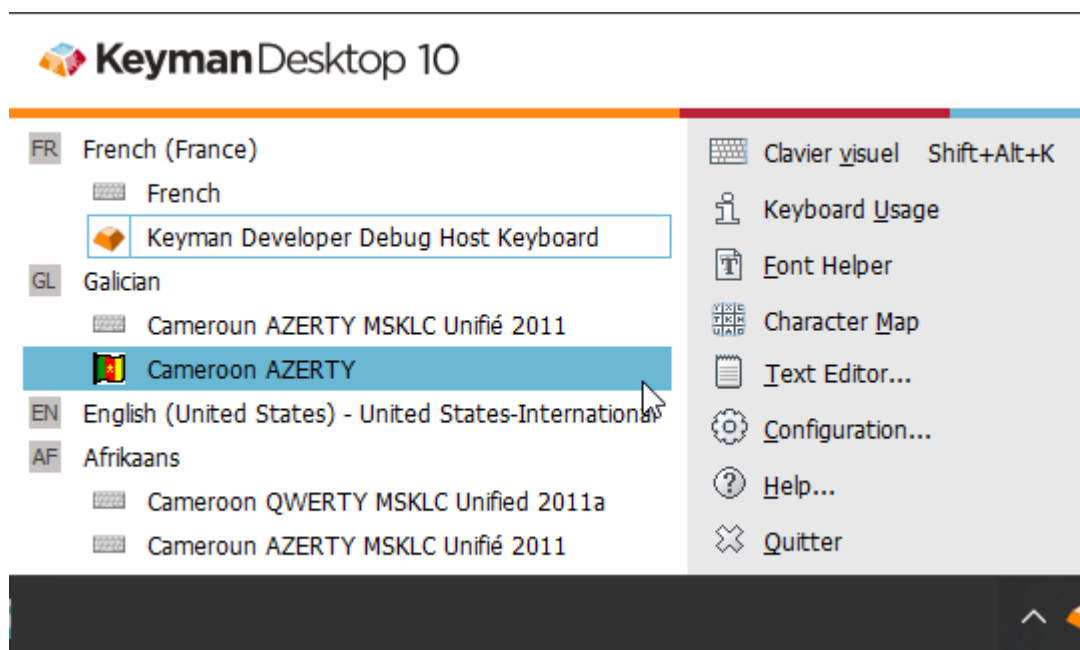 Keyman Desktop 10
FR French (France)
French
Keyman Developer Debug Host Keyboard
GL Galician
Cameroun AZERTY MSKLC Unifié 2011
Cameroon AZERTY
EN English (United States) - United States-International
AF Afrikaans
Cameroon QWERTY MSKLC Unified 2011a
Cameroun AZERTY MSKLC Unifié 2011
Clavier visuel Shift+Alt+K
Keyboard Usage
Font Helper
Character Map
Text Editor...
Configuration...
Help...
Quitter